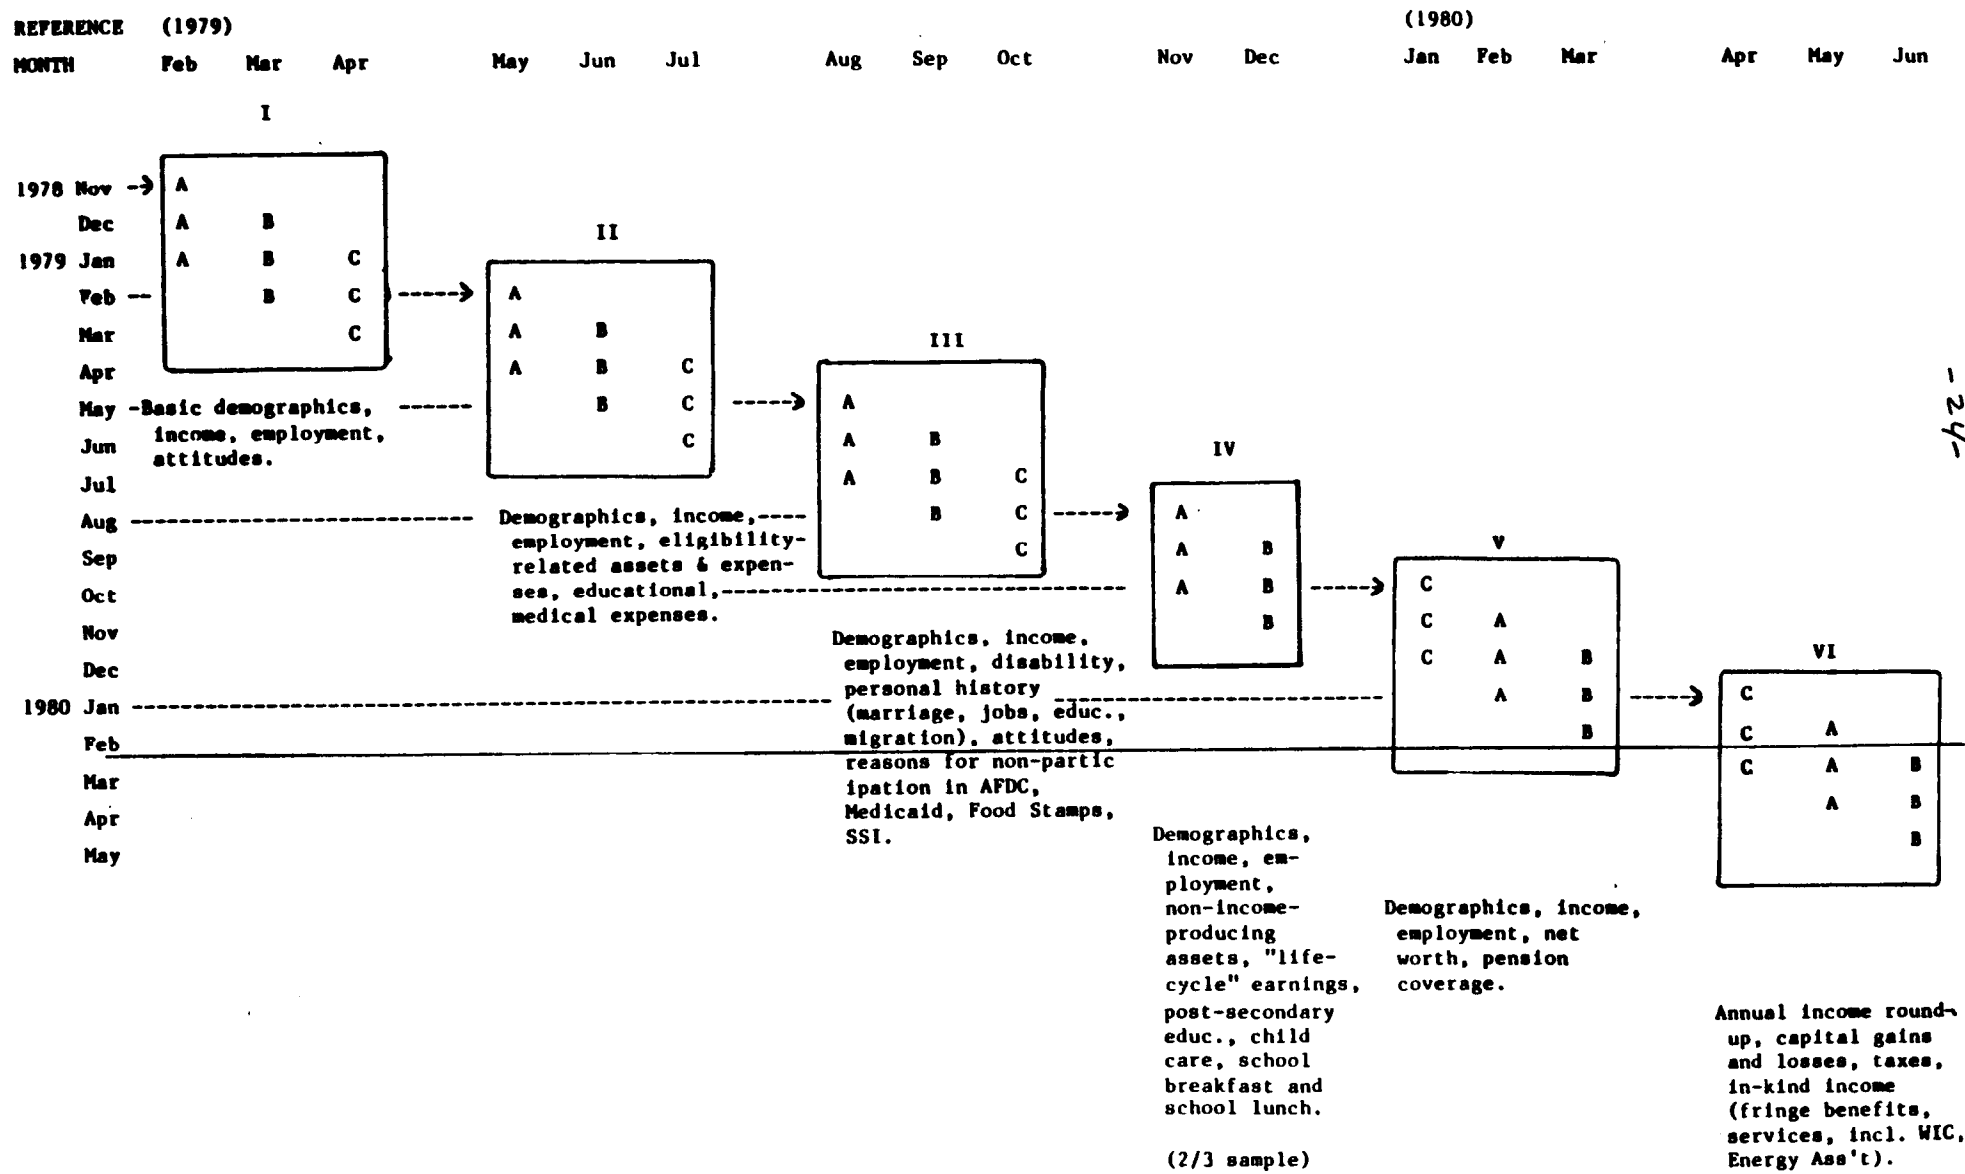 REFERENCE (1979) (1980)
MONTH Feb Mar Apr May Jun Jul Aug Sep Oct Nov Dec Jan Feb Mar Apr May Jun
I
1978 Nov --> A
Dec A B
II
1979 Jan A B C
Feb -- B C -----> A
Mar C A B
III
Apr A B C
May B C ----> A
Jun C A B
IV
Jul A B C
Aug B C ----> A
Sep C A B
V
Oct A B ----> C
Nov B C A
Dec C A B
VI
1980 Jan A B ----> C
Feb B C A
Mar C A B
Apr A B
May B
-Basic demographics,
income, employment,
attitudes.
Demographics, income,----
employment, eligibility-
related assets & expen-
ses, educational,
medical expenses.
Demographics, income,
employment, disability,
personal history
(marriage, jobs, educ.,
migration), attitudes,
reasons for non-partic
ipation in AFDC,
Medicaid, Food Stamps,
SSI.
Demographics,
income, em-
ployment,
non-income-
producing
assets, "life-
cycle" earnings,
post-secondary
educ., child
care, school
breakfast and
school lunch.
(2/3 sample)
Demographics, income,
employment, net
worth, pension
coverage.
Annual income round-
up, capital gains
and losses, taxes,
in-kind income
(fringe benefits,
services, incl. WIC,
Energy Ass't).
-24-